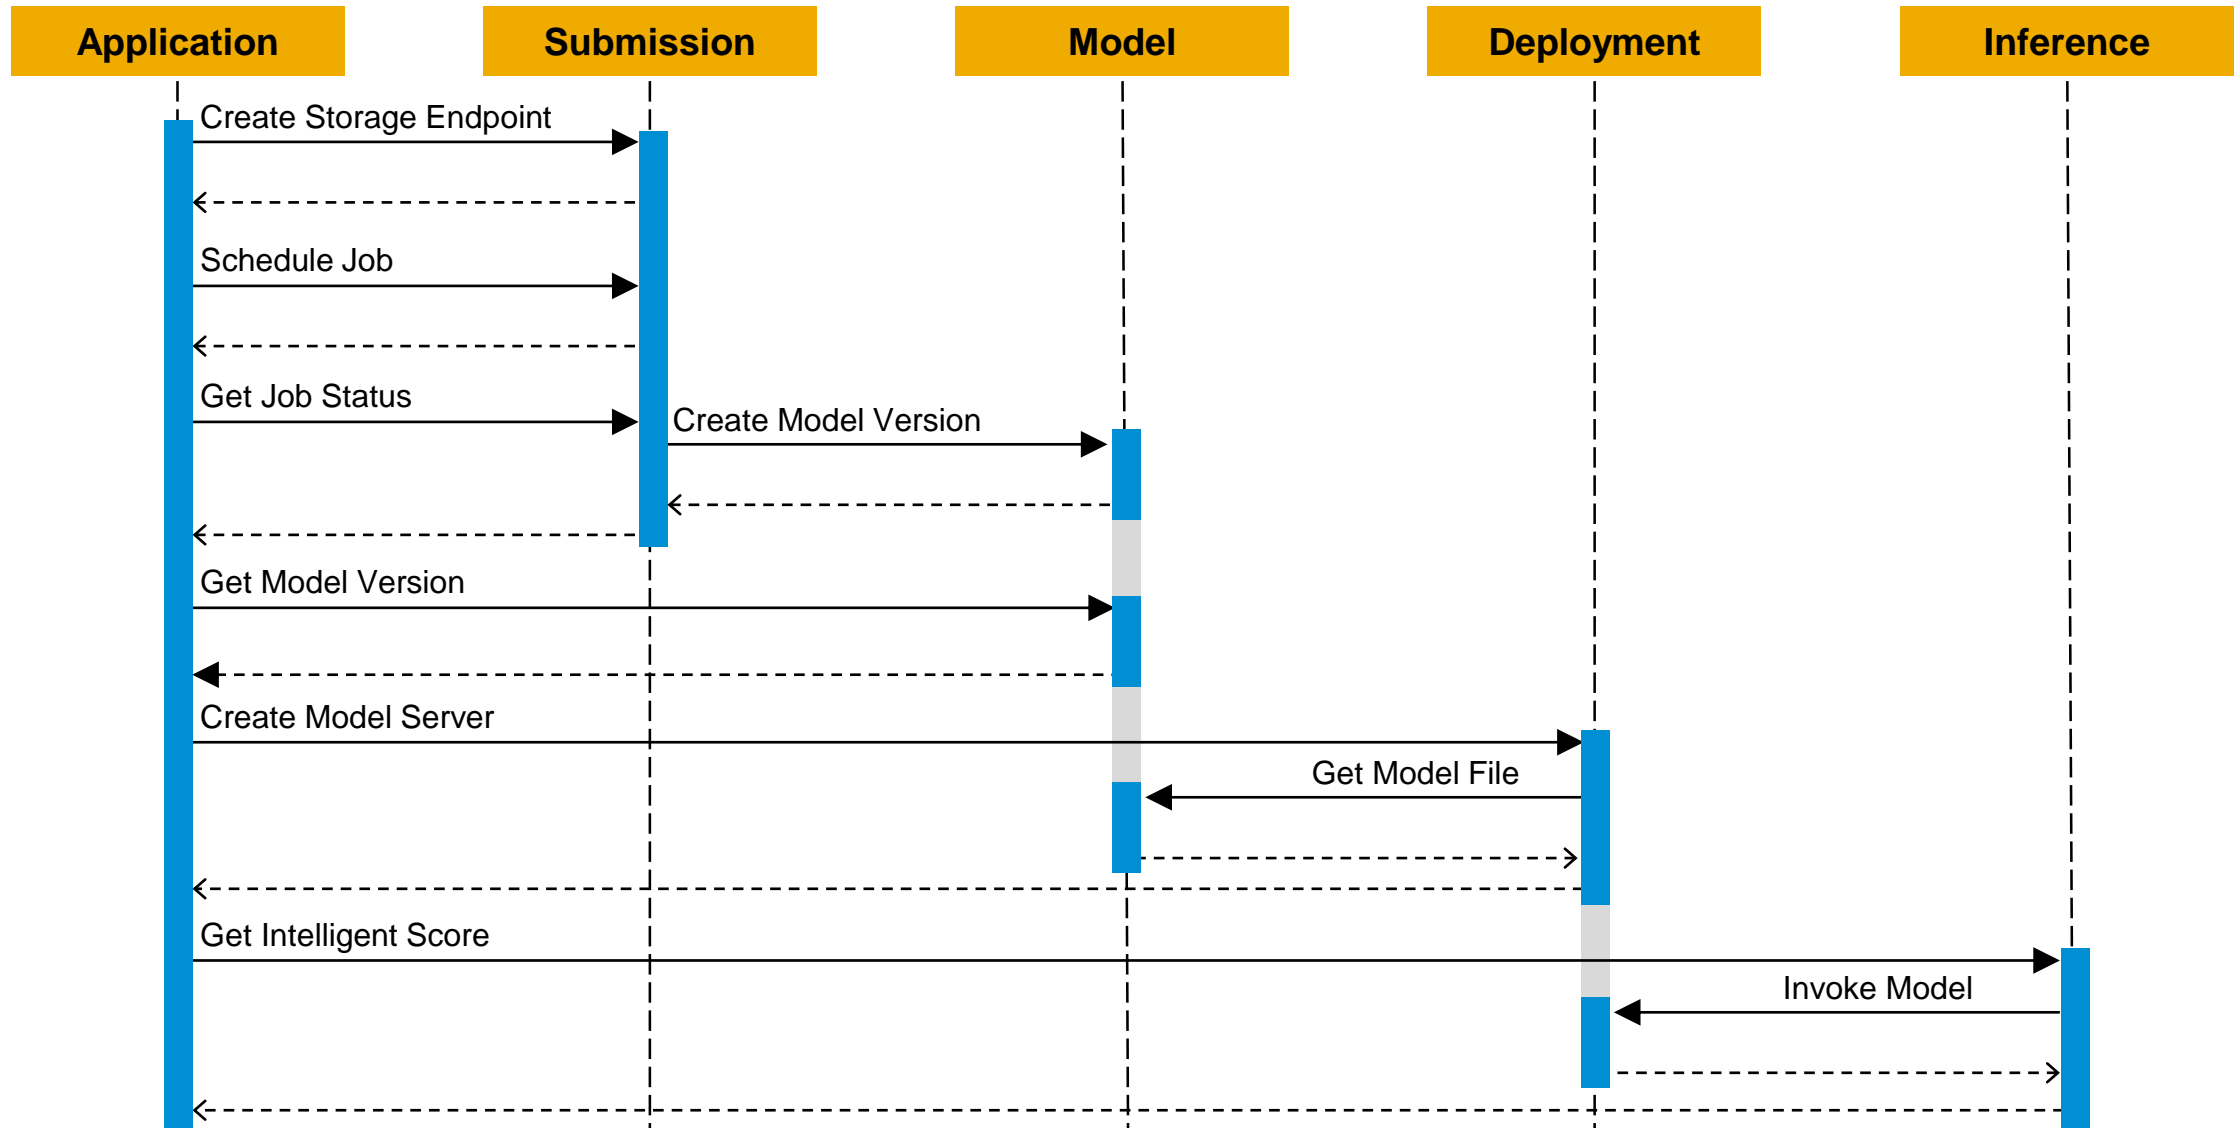 Application
Submission
Model
Deployment
Inference
Create Storage Endpoint
Schedule Job
Get Job Status
Create Model Version
Get Model Version
Create Model Server
Get Model File
Get Intelligent Score
Invoke Model